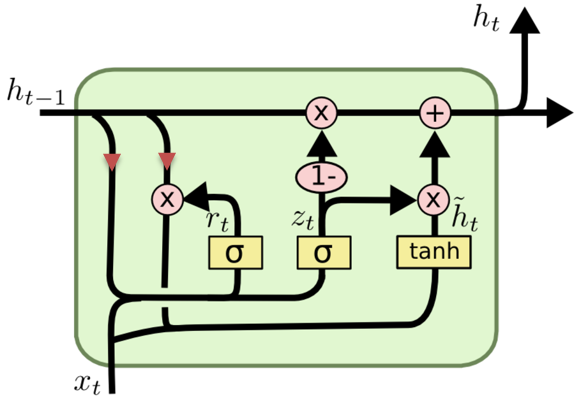 h_t
h_{t-1}
x +
1-
x r_t z_t x h̃_t
σ σ tanh
x_t